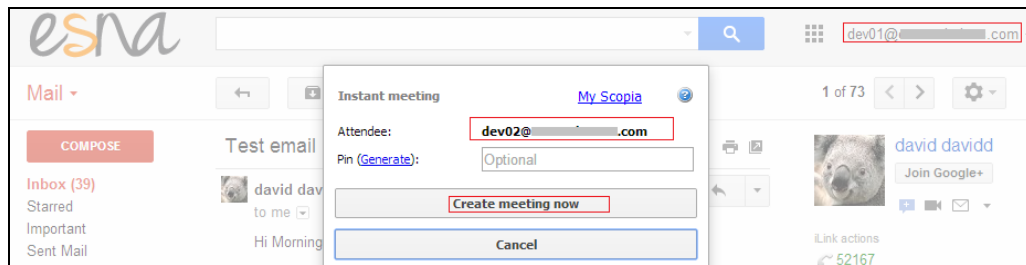 esna
dev01@ .com
Mail
1 of 73
Instant meeting My Scopia
Attendee: dev02@ .com
Pin (Generate): Optional
Create meeting now
Cancel
COMPOSE
Inbox (39)
Starred
Important
Sent Mail
Test email
david dav
to me
Hi Morning
david davidd
Join Google+
iLink actions
52167